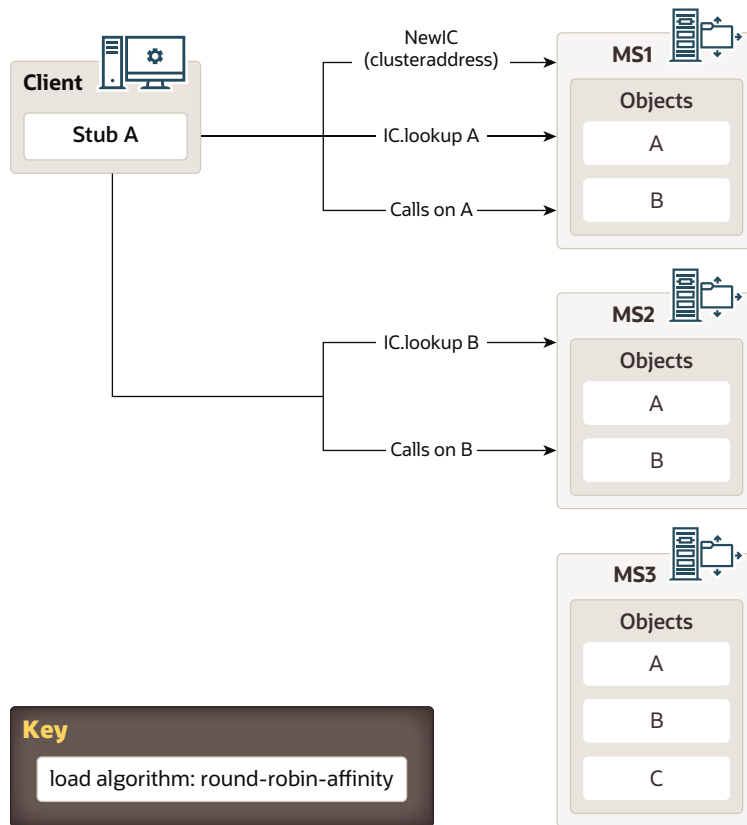 Client
Stub A
NewIC
(clusteraddress)
IC.lookup A
Calls on A
MS1
Objects
A
B
IC.lookup B
Calls on B
MS2
Objects
A
B
MS3
Objects
A
B
C
Key
load algorithm: round-robin-affinity